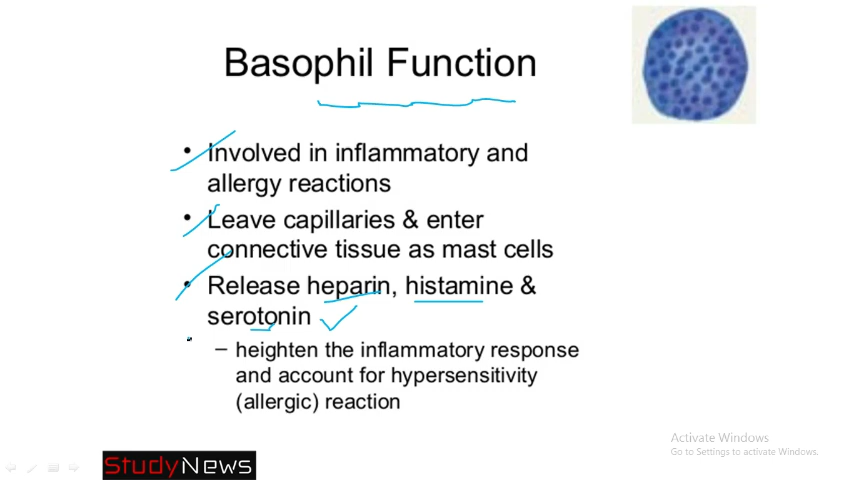 Basophil Function
• Involved in inflammatory and
allergy reactions
• Leave capillaries & enter
connective tissue as mast cells
• Release heparin, histamine &
serotonin
– heighten the inflammatory response
and account for hypersensitivity
(allergic) reaction
Activate Windows
Go to Settings to activate Windows.
StudyNews